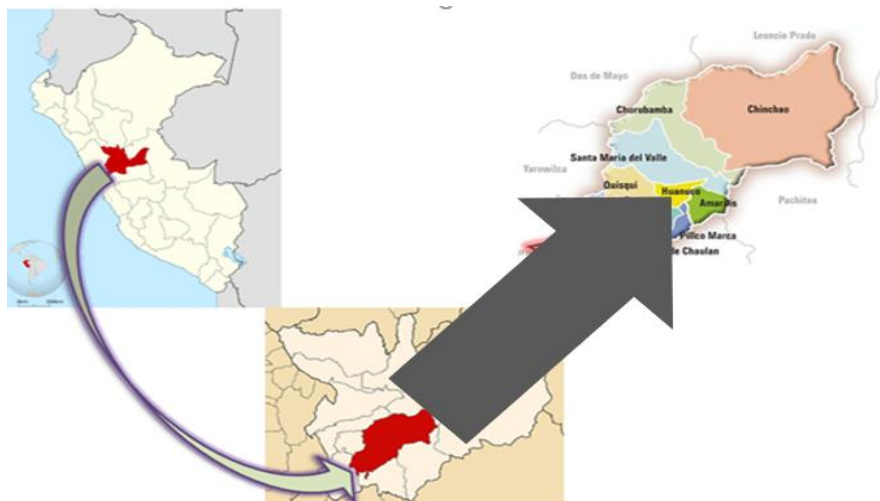 Leoncio Prado
Dos de Mayo
Churubamba
Chinchao
Santa Maria del Valle
Yarowilca
Quisqui
Huanuco
Amarilis
Pachitea
Pillco Marca
de Chaulan